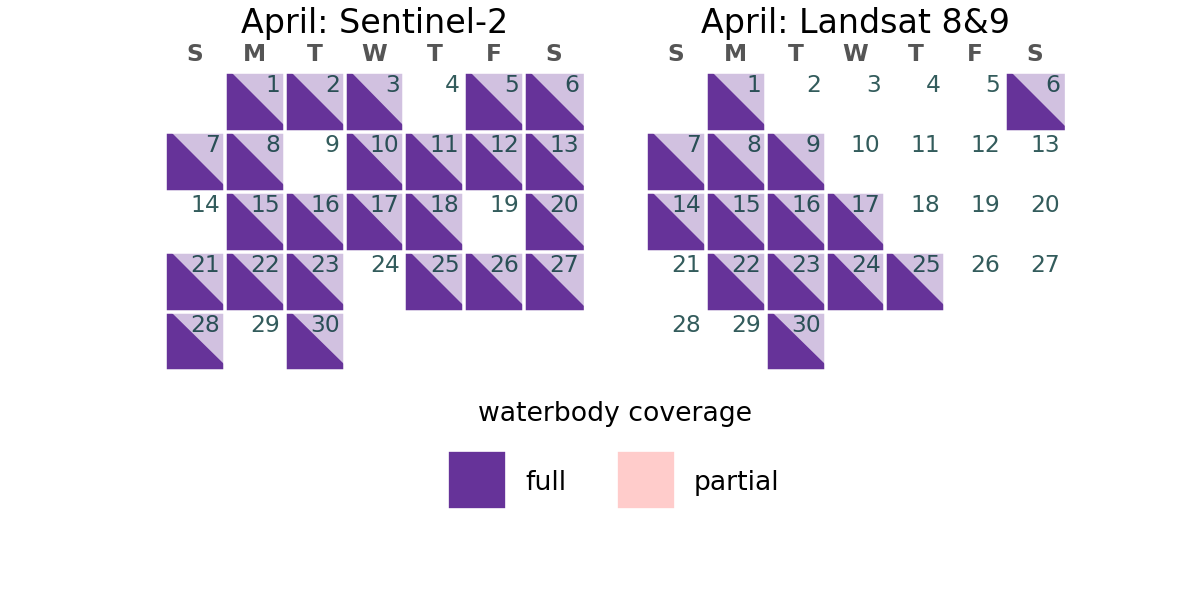 April: Sentinel-2
S M T W T F S
1 2 3 4 5 6
7 8 9 10 11 12 13
14 15 16 17 18 19 20
21 22 23 24 25 26 27
28 29 30
April: Landsat 8&9
S M T W T F S
1 2 3 4 5 6
7 8 9 10 11 12 13
14 15 16 17 18 19 20
21 22 23 24 25 26 27
28 29 30
waterbody coverage
full partial